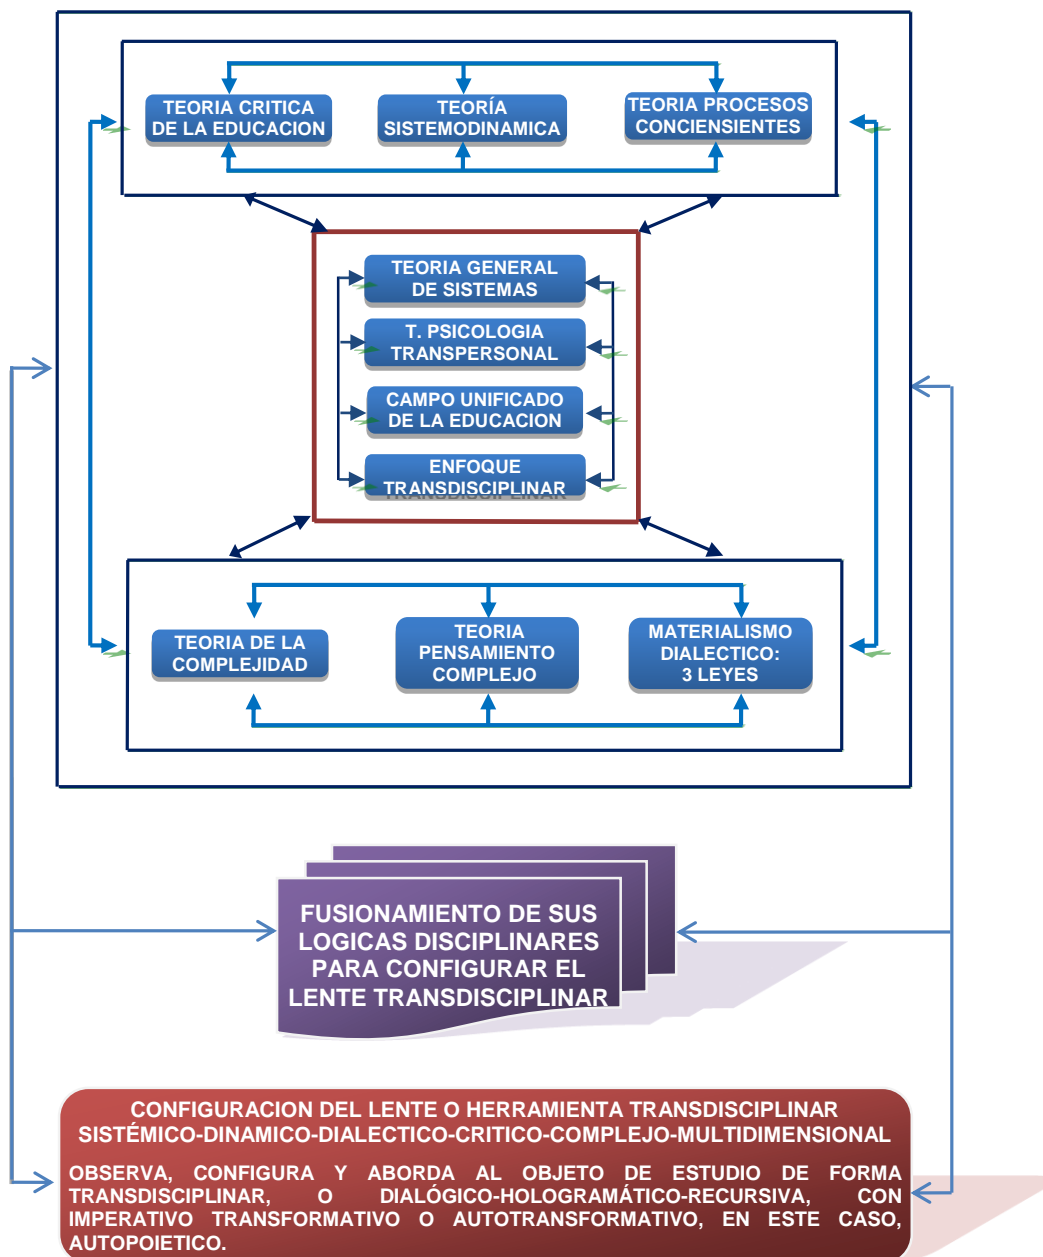 TEORIA CRITICA
DE LA EDUCACION
TEORÍA
SISTEMODINAMICA
TEORIA PROCESOS
CONCIENSIENTES
TEORIA GENERAL
DE SISTEMAS
T. PSICOLOGIA
TRANSPERSONAL
CAMPO UNIFICADO
DE LA EDUCACION
ENFOQUE
TRANSDISCIPLINAR
TEORIA DE LA
COMPLEJIDAD
TEORIA
PENSAMIENTO
COMPLEJO
MATERIALISMO
DIALECTICO:
3 LEYES
FUSIONAMIENTO DE SUS
LOGICAS DISCIPLINARES
PARA CONFIGURAR EL
LENTE TRANSDISCIPLINAR
CONFIGURACION DEL LENTE O HERRAMIENTA TRANSDISCIPLINAR
SISTÉMICO-DINAMICO-DIALECTICO-CRITICO-COMPLEJO-MULTIDIMENSIONAL
OBSERVA, CONFIGURA Y ABORDA AL OBJETO DE ESTUDIO DE FORMA
TRANSDISCIPLINAR, O DIALÓGICO-HOLOGRAMÁTICO-RECURSIVA, CON
IMPERATIVO TRANSFORMATIVO O AUTOTRANSFORMATIVO, EN ESTE CASO,
AUTOPOIETICO.